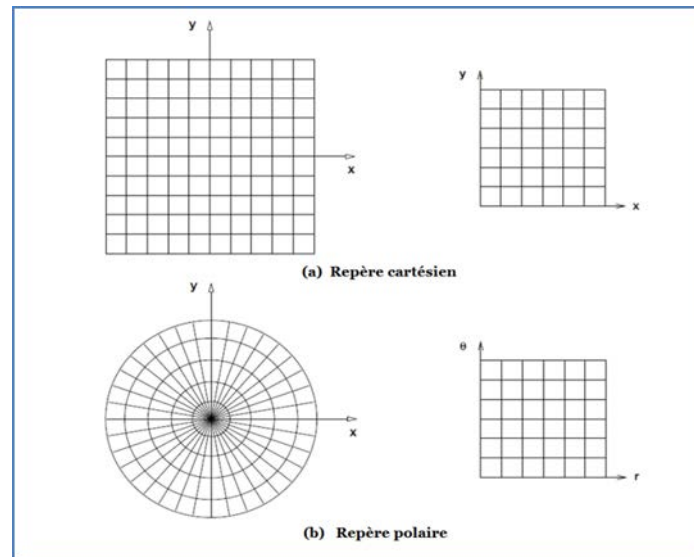 y
x
y
x
(a) Repère cartésien
y
x
θ
r
(b) Repère polaire